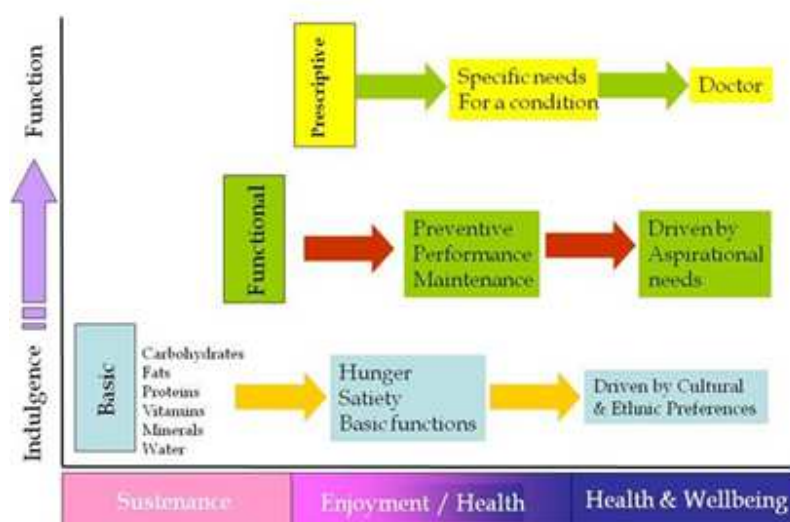 Function
Indulgence
Prescriptive
Specific needs
For a condition
Doctor
Functional
Preventive
Performance
Maintenance
Driven by
Aspirational
needs
Basic
Carbohydrates
Fats
Proteins
Vitamins
Minerals
Water
Hunger
Satiety
Basic functions
Driven by Cultural
& Ethnic Preferences
Sustenance
Enjoyment / Health
Health & Wellbeing